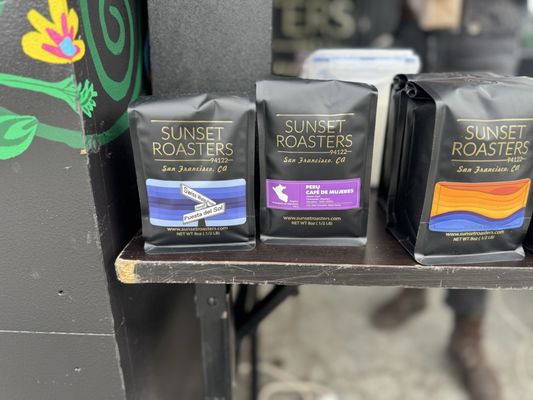 SUNSET
ROASTERS
94122
San Francisco, CA
Puesta del Sol
www.sunsetroasters.com
NET WT 8oz (1/2 LB)
SUNSET
ROASTERS
94122
San Francisco, CA
PERU
CAFÉ DE MUJERES
www.sunsetroasters.com
NET WT 8oz (1/2 LB)
SUNSET
ROASTERS
94122
San Francisco, CA
www.sunsetroasters.com
NET WT 8oz (1/2 LB)